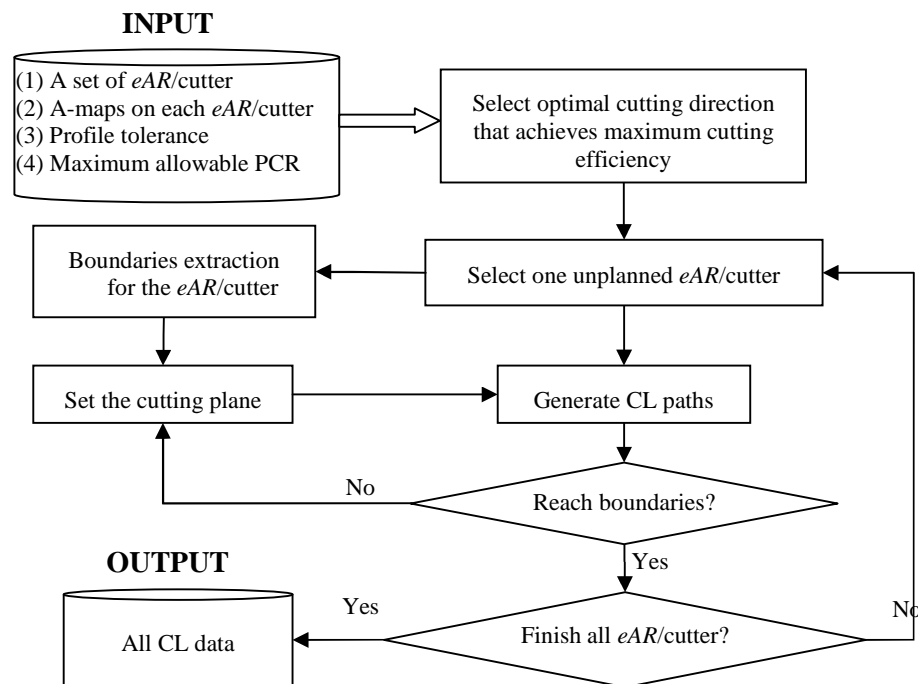 INPUT
(1) A set of eAR/cutter
(2) A-maps on each eAR/cutter
(3) Profile tolerance
(4) Maximum allowable PCR
Select optimal cutting direction
that achieves maximum cutting
efficiency
Boundaries extraction
for the eAR/cutter
Select one unplanned eAR/cutter
Set the cutting plane
Generate CL paths
No
Reach boundaries?
Yes
OUTPUT
All CL data
Yes
Finish all eAR/cutter?
No